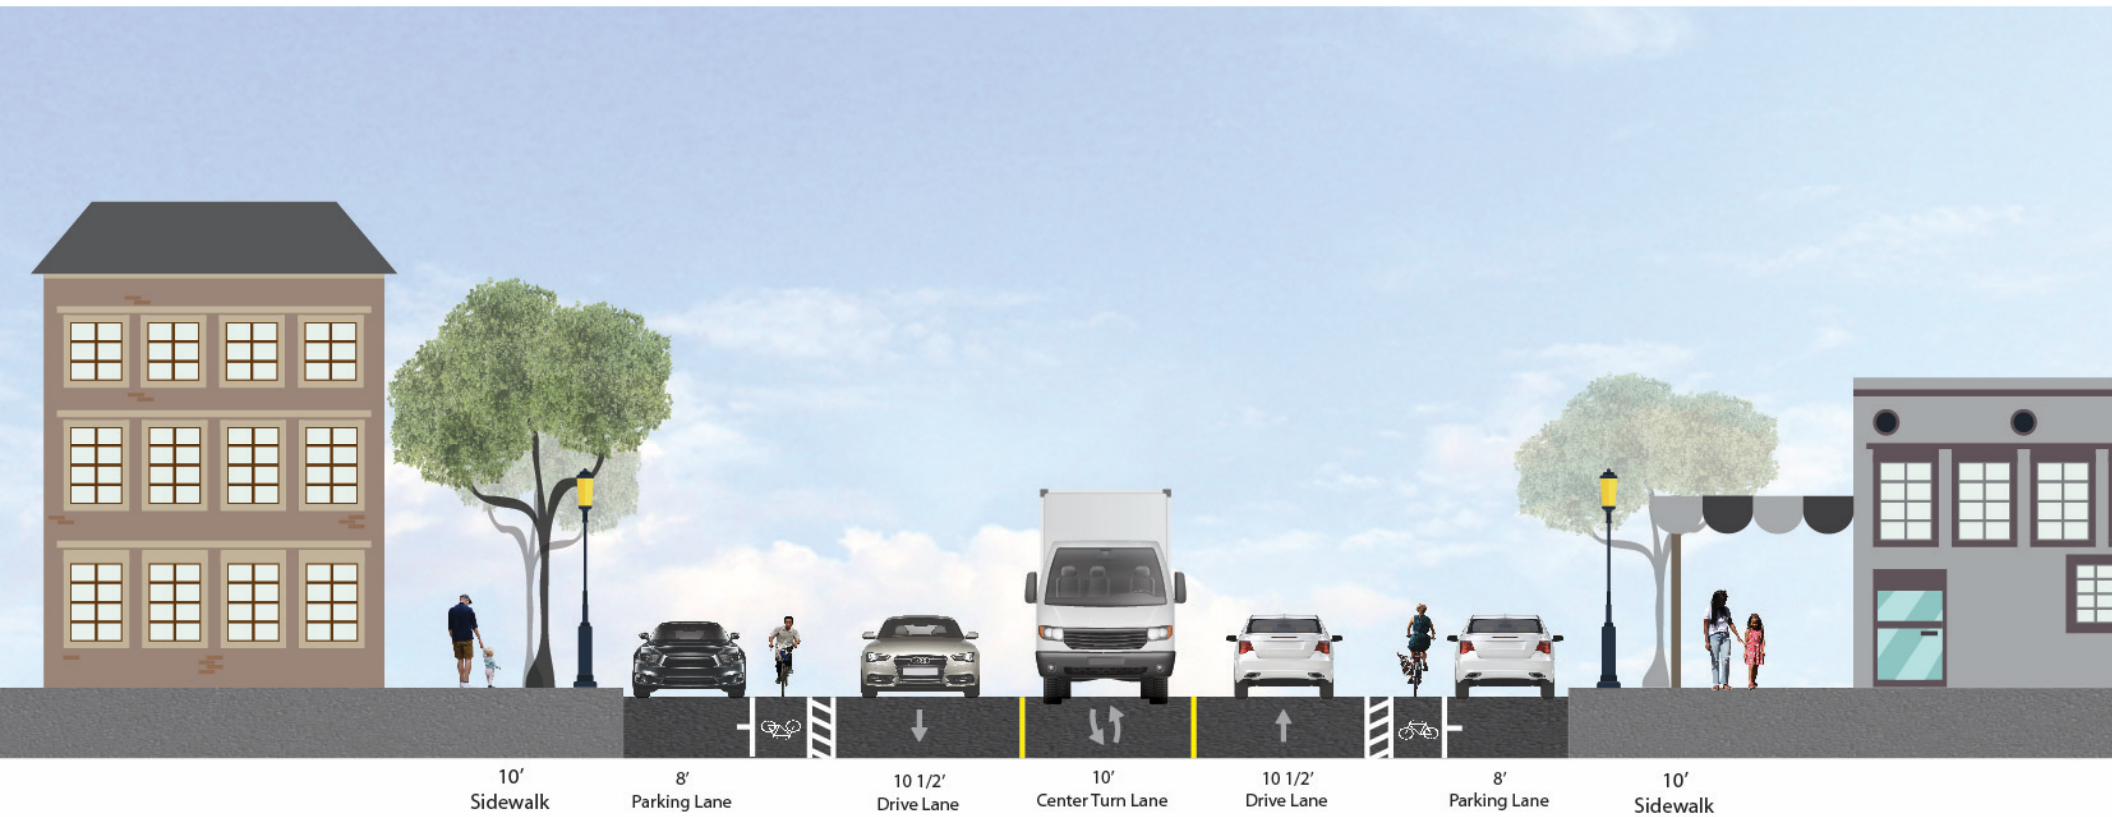 10’
Sidewalk
8’
Parking Lane
10 1/2’
Drive Lane
10’
Center Turn Lane
10 1/2’
Drive Lane
8’
Parking Lane
10’
Sidewalk